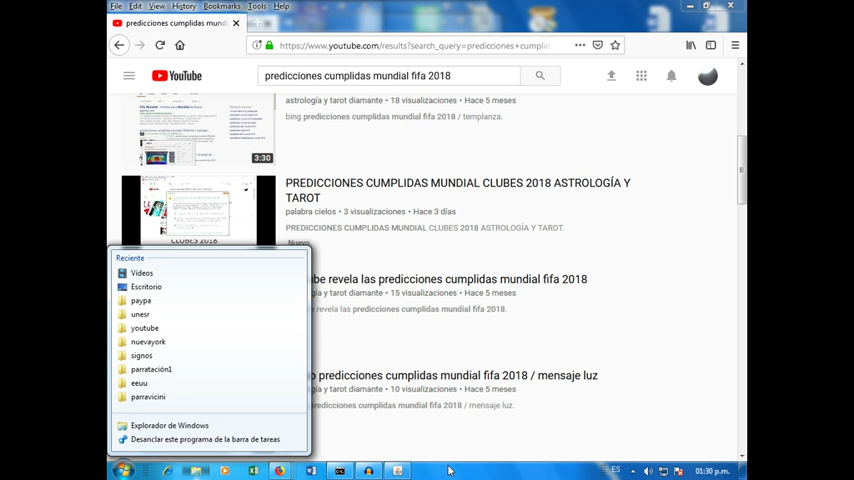 File Edit View History Bookmarks Tools Help
predicciones cumplidas mundi
https://www.youtube.com/results?search_query=predicciones+cumplid
YouTube
predicciones cumplidas mundial fifa 2018
astrología y tarot diamante • 18 visualizaciones • Hace 5 meses
bing predicciones cumplidas mundial fifa 2018 / templanza.
3:30
PREDICCIONES CUMPLIDAS MUNDIAL CLUBES 2018 ASTROLOGÍA Y
TAROT
palabra cielos • 3 visualizaciones • Hace 3 días
PREDICCIONES CUMPLIDAS MUNDIAL CLUBES 2018 ASTROLOGÍA Y TAROT.
CLUBES 2018
Nuevo
be revela las predicciones cumplidas mundial fifa 2018
gía y tarot diamante • 15 visualizaciones • Hace 5 meses
e revela las predicciones cumplidas mundial fifa 2018.
o predicciones cumplidas mundial fifa 2018 / mensaje luz
gía y tarot diamante • 10 visualizaciones • Hace 5 meses
predicciones cumplidas mundial fifa 2018 / mensaje luz.
Reciente
Vídeos
Escritorio
paypa
unesr
youtube
nuevayork
signos
parratación1
eeuu
parravicini
Explorador de Windows
Desanclar este programa de la barra de tareas
ES
01:30 p.m.